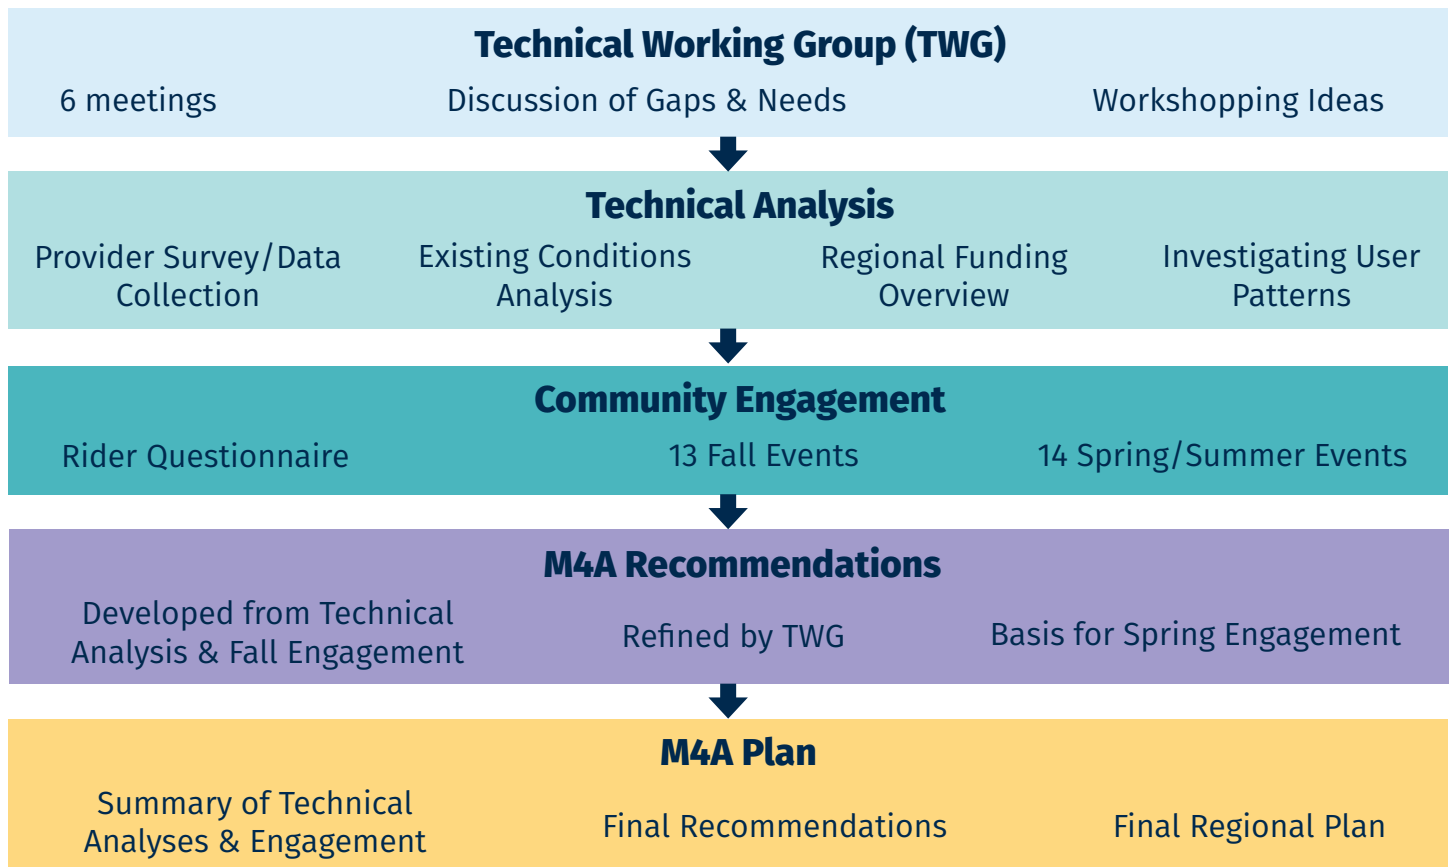 Technical Working Group (TWG)
6 meetings
Discussion of Gaps & Needs
Workshopping Ideas
Technical Analysis
Provider Survey/Data
Collection
Existing Conditions
Analysis
Regional Funding
Overview
Investigating User
Patterns
Community Engagement
Rider Questionnaire
13 Fall Events
14 Spring/Summer Events
M4A Recommendations
Developed from Technical
Analysis & Fall Engagement
Refined by TWG
Basis for Spring Engagement
M4A Plan
Summary of Technical
Analyses & Engagement
Final Recommendations
Final Regional Plan